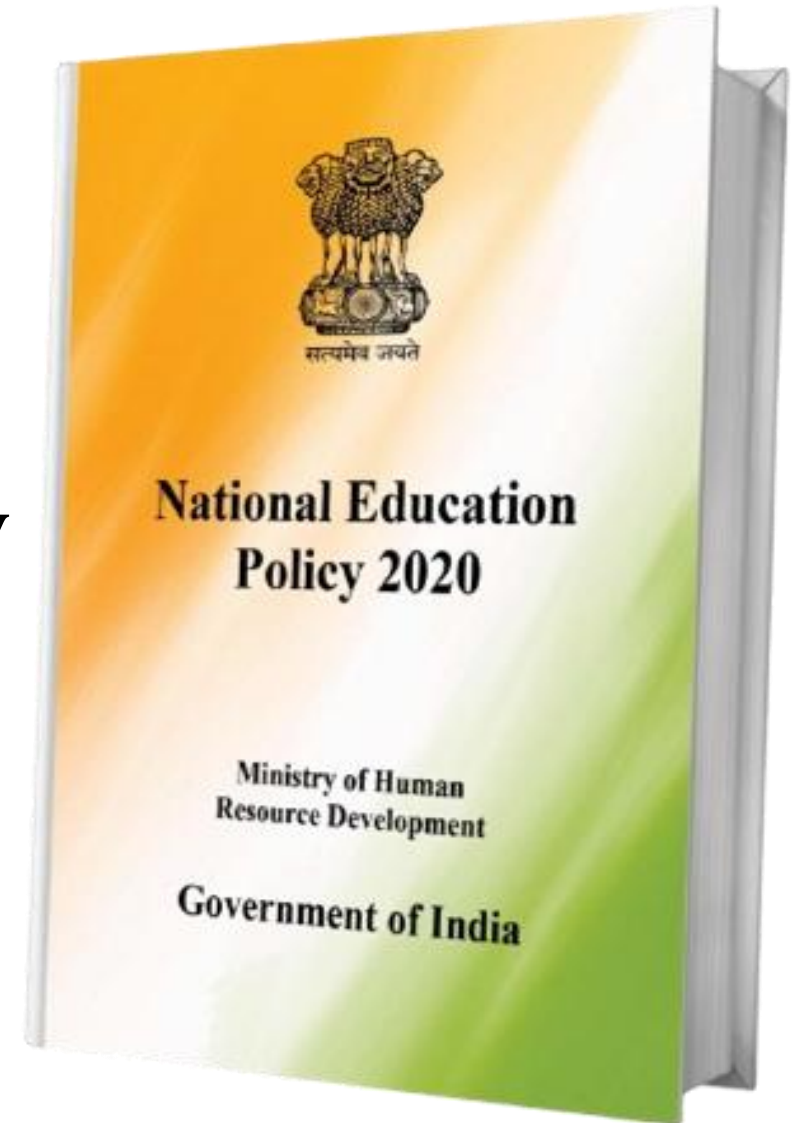 सत्यमेव जयते
National Education
Policy 2020
Ministry of Human
Resource Development
Government of India